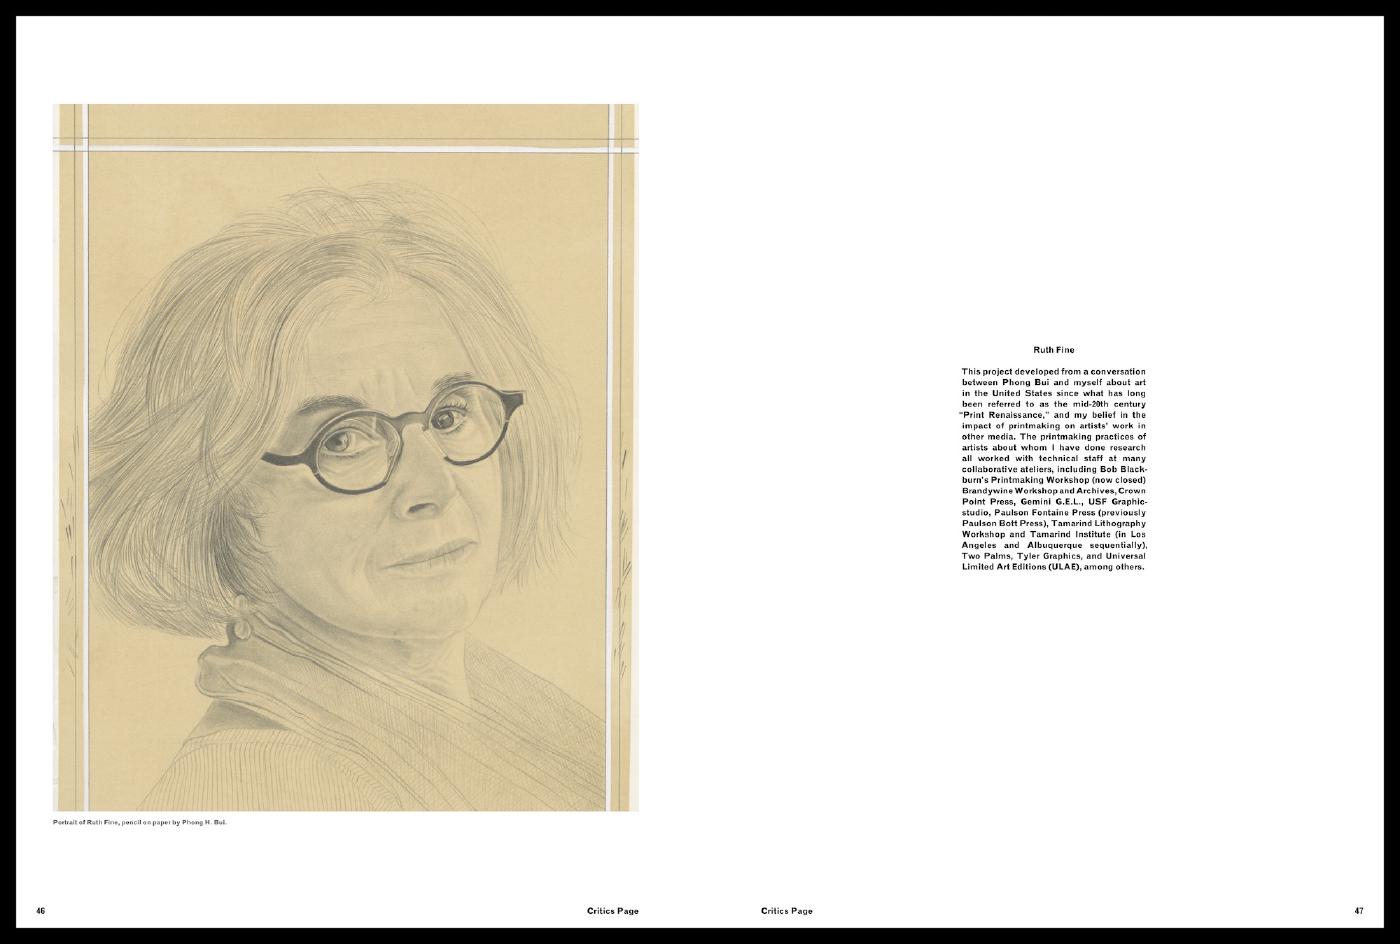 Portrait of Ruth Fine, pencil on paper by Phong H. Bui.
46
Critics Page
Ruth Fine
This project developed from a conversation
between Phong Bui and myself about art
in the United States since what has long
been referred to as the mid-20th century
“Print Renaissance,” and my belief in the
impact of printmaking on artists’ work in
other media. The printmaking practices of
artists about whom I have done research
all worked with technical staff at many
collaborative ateliers, including Bob Black-
burn’s Printmaking Workshop (now closed)
Brandywine Workshop and Archives, Crown
Point Press, Gemini G.E.L., USF Graphic-
studio, Paulson Fontaine Press (previously
Paulson Bott Press), Tamarind Lithography
Workshop and Tamarind Institute (in Los
Angeles and Albuquerque sequentially),
Two Palms, Tyler Graphics, and Universal
Limited Art Editions (ULAE), among others.
Critics Page
47